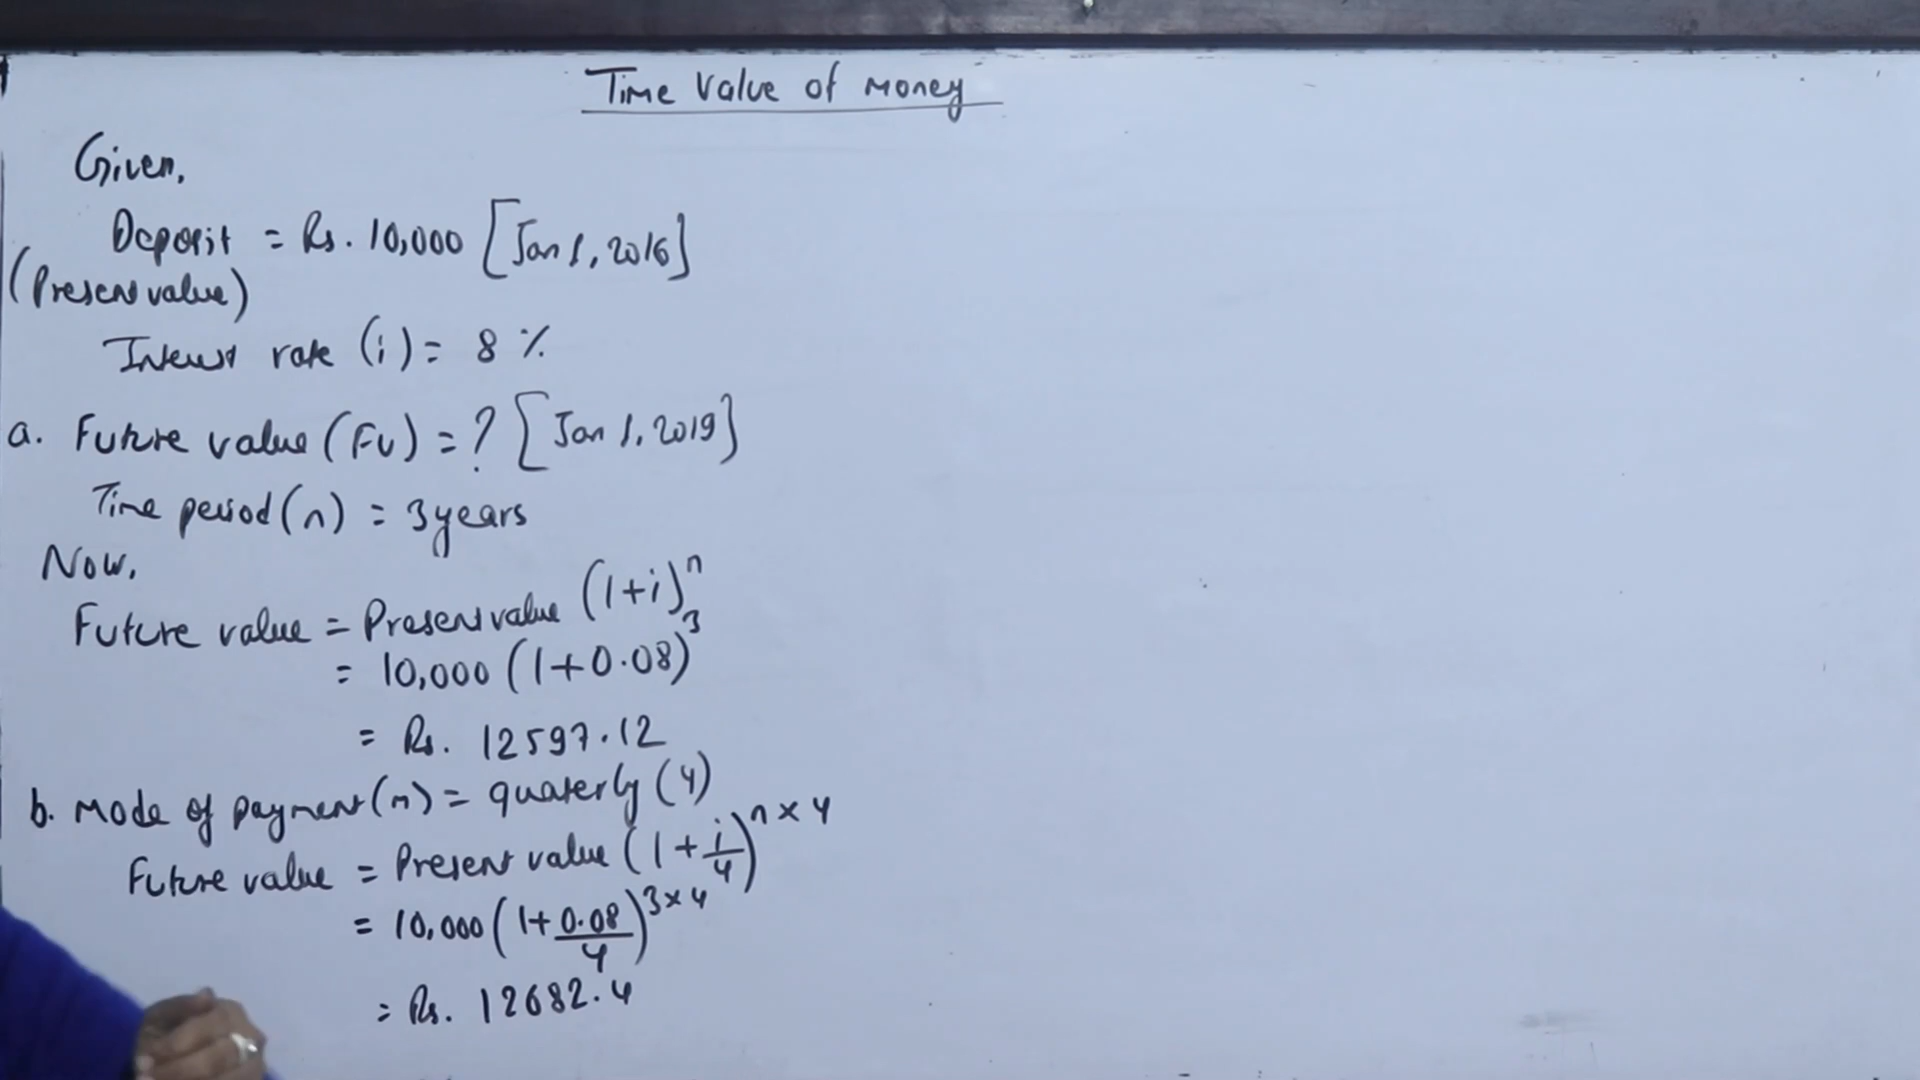 Time Value of money
Given,
Deposit = Rs. 10,000 [Jan 1, 2016]
(Present value)
Interest rate (i) = 8 %
a. Future value (FV) = ? [Jan 1, 2019]
Time period (n) = 3 years
Now,
Future value = Present value (1+i)^n
= 10,000 (1+0.08)^3
= Rs. 12597.12
b. Mode of payment (m) = quaterly (4)
Future value = Present value (1 + i/4)^n×4
= 10,000 (1+ 0.08/4)^3×4
= Rs. 12682.4